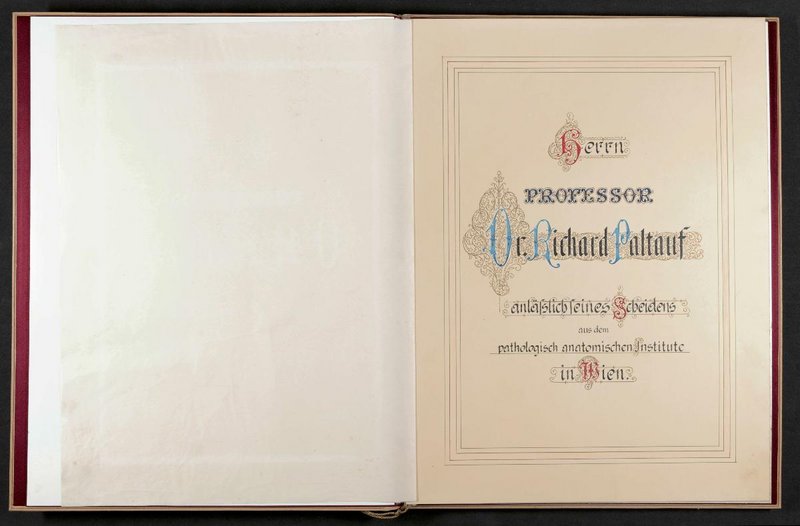 Herrn
PROFESSOR
Dr. Richard Paltauf
anläſslich ſeines Scheidens
aus dem
pathologisch anatomischen Institute
in Wien.